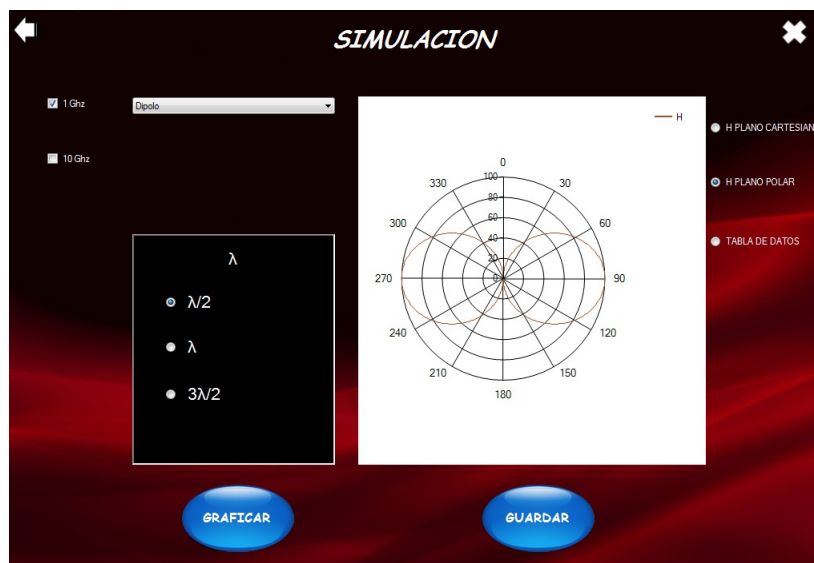 SIMULACION
1 Ghz
Dipolo
10 Ghz
λ
λ/2
λ
3λ/2
H
0
30
60
90
120
150
180
210
240
270
300
330
100
80
60
40
20
0
H PLANO CARTESIAN
H PLANO POLAR
TABLA DE DATOS
GRAFICAR
GUARDAR